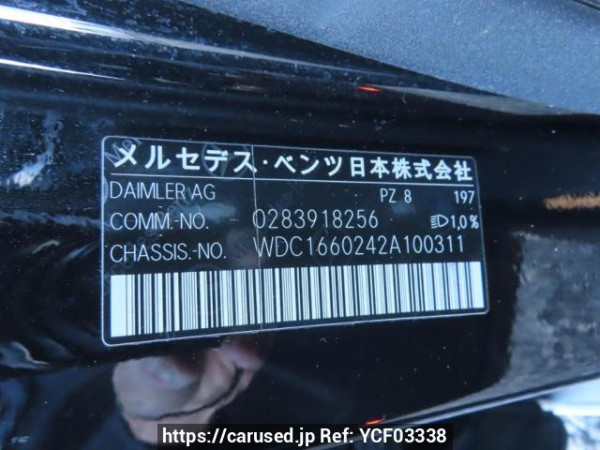 メルセデス・ベンツ日本株式会社
DAIMLER AG PZ 8 197
COMM.-NO. 0283918256 1,0%
CHASSIS.-NO. WDC1660242A100311
https://carused.jp Ref: YCF03338